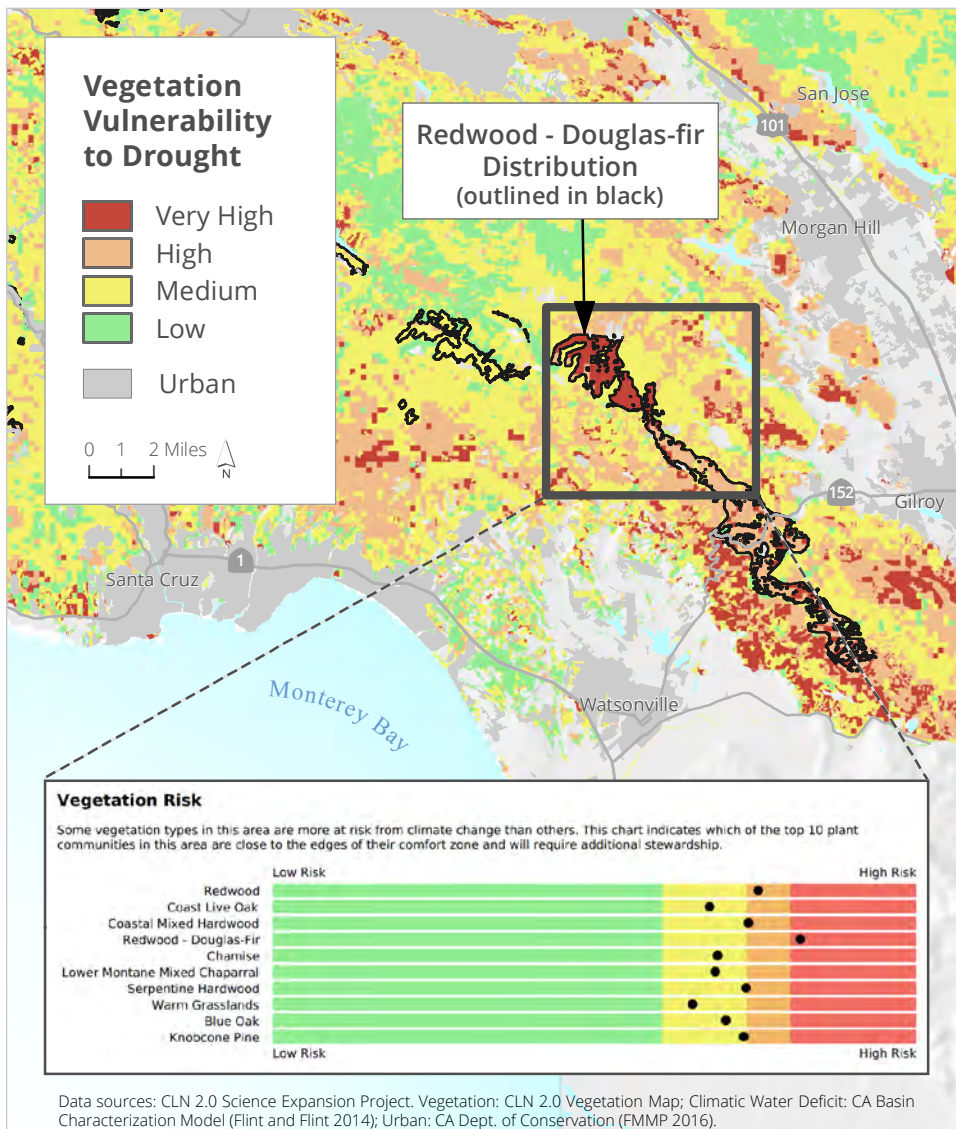 Vegetation
Vulnerability
to Drought
Very High
High
Medium
Low
Urban
0 1 2 Miles
N
Redwood - Douglas-fir
Distribution
(outlined in black)
San Jose
101
Morgan Hill
152
Gilroy
1
Santa Cruz
Watsonville
Monterey Bay
Vegetation Risk
Some vegetation types in this area are more at risk from climate change than others. This chart indicates which of the top 10 plant
communities in this area are close to the edges of their comfort zone and will require additional stewardship.
Low Risk High Risk
Redwood
Coast Live Oak
Coastal Mixed Hardwood
Redwood - Douglas-Fir
Chamise
Lower Montane Mixed Chaparral
Serpentine Hardwood
Warm Grasslands
Blue Oak
Knobcone Pine
Low Risk High Risk
Data sources: CLN 2.0 Science Expansion Project. Vegetation: CLN 2.0 Vegetation Map; Climatic Water Deficit: CA Basin
Characterization Model (Flint and Flint 2014); Urban: CA Dept. of Conservation (FMMP 2016).